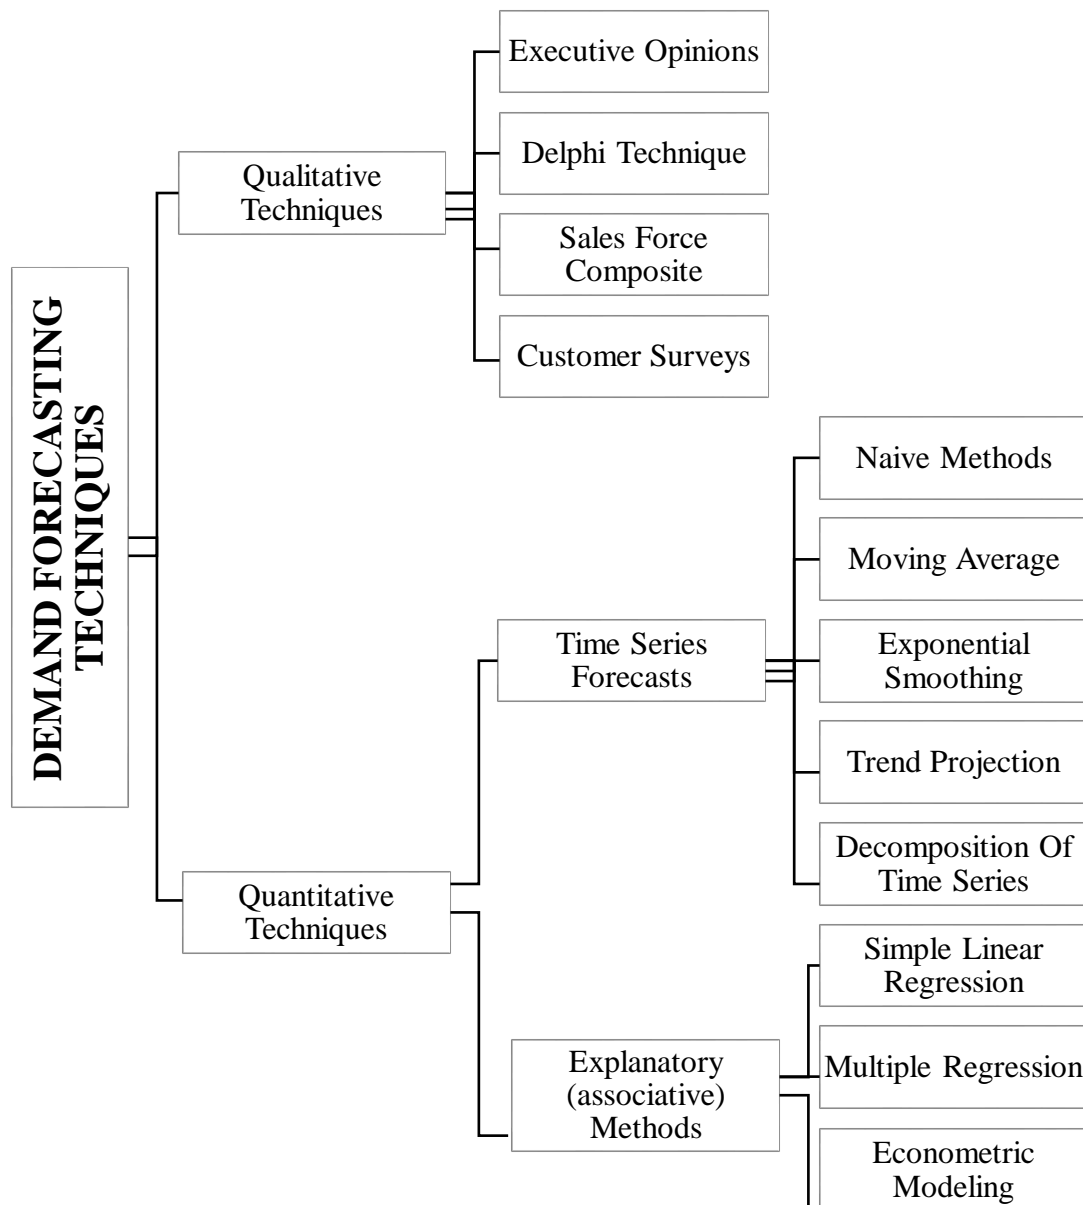 DEMAND FORECASTING
TECHNIQUES
Qualitative
Techniques
Executive Opinions
Delphi Technique
Sales Force
Composite
Customer Surveys
Quantitative
Techniques
Time Series
Forecasts
Naive Methods
Moving Average
Exponential
Smoothing
Trend Projection
Decomposition Of
Time Series
Explanatory
(associative)
Methods
Simple Linear
Regression
Multiple Regression
Econometric
Modeling